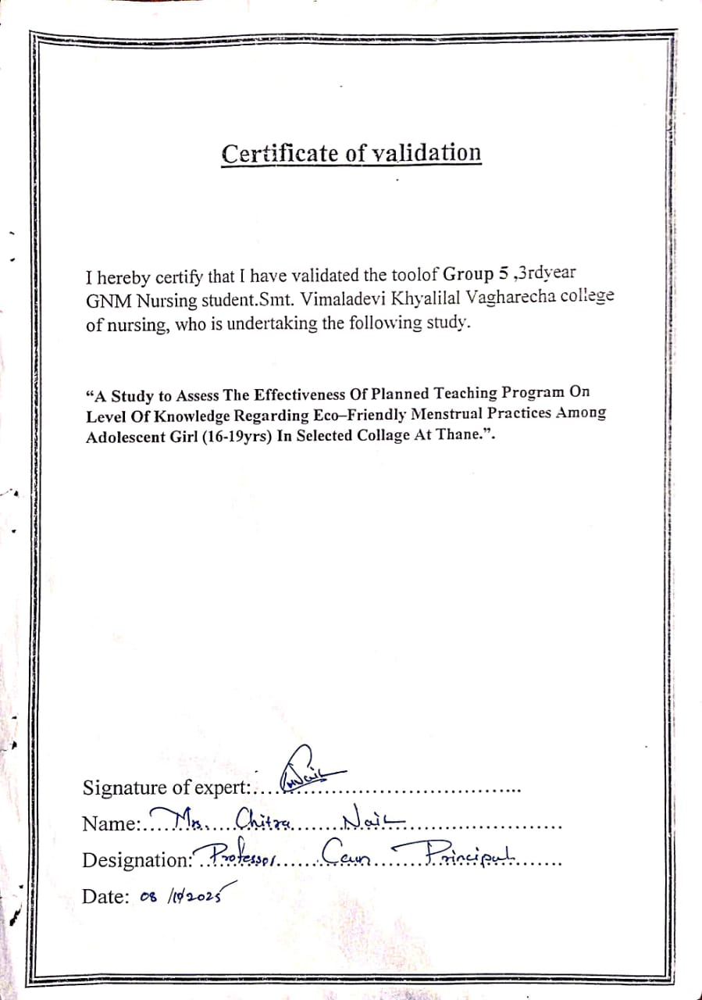 Certificate of validation
I hereby certify that I have validated the toolof Group 5 ,3rdyear
GNM Nursing student.Smt. Vimaladevi Khyalilal Vagharecha college
of nursing, who is undertaking the following study.
“A Study to Assess The Effectiveness Of Planned Teaching Program On
Level Of Knowledge Regarding Eco–Friendly Menstrual Practices Among
Adolescent Girl (16-19yrs) In Selected Collage At Thane.”.
Signature of expert:
Name: Mrs. Chitra Naik
Designation: Professor Cum Principal
Date: 08 /10/2025